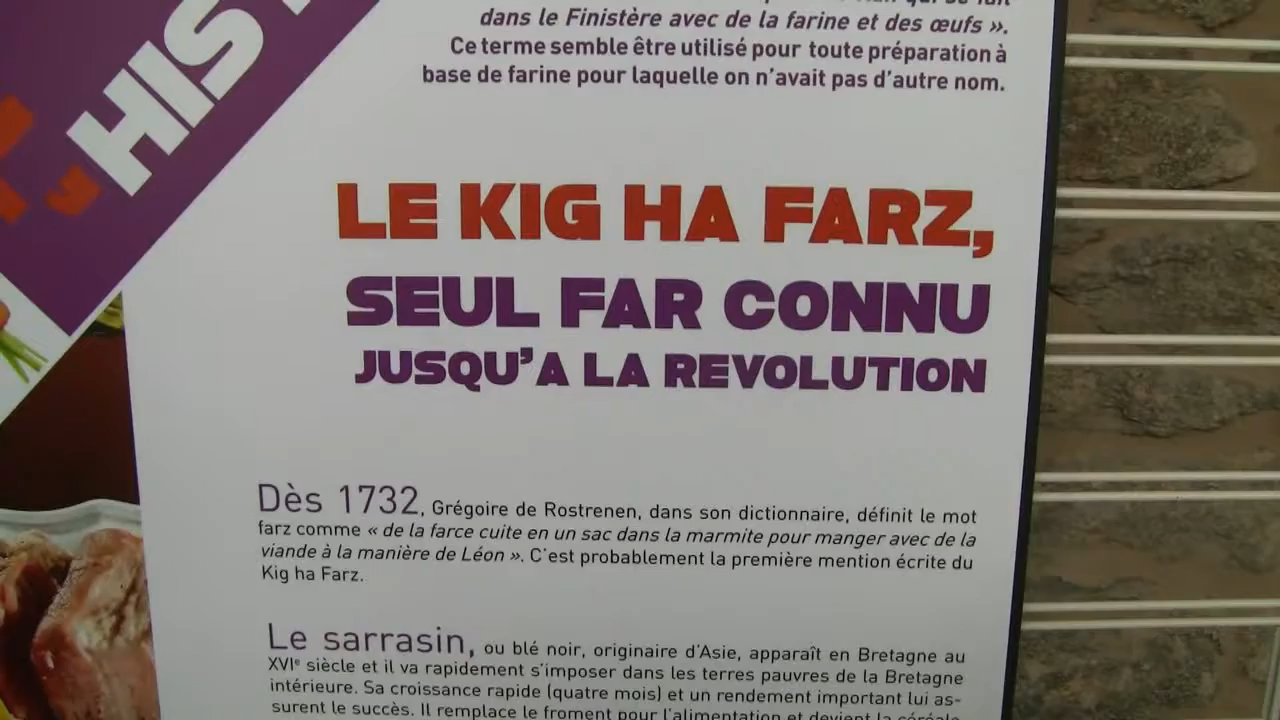 HIS
dans le Finistère avec de la farine et des œufs ».
Ce terme semble être utilisé pour toute préparation à
base de farine pour laquelle on n'avait pas d'autre nom.
LE KIG HA FARZ,
SEUL FAR CONNU
JUSQU'A LA REVOLUTION
Dès 1732, Grégoire de Rostrenen, dans son dictionnaire, définit le mot
farz comme « de la farce cuite en un sac dans la marmite pour manger avec de la
viande à la manière de Léon ». C'est probablement la première mention écrite du
Kig ha Farz.
Le sarrasin, ou blé noir, originaire d'Asie, apparaît en Bretagne au
XVIe siècle et il va rapidement s'imposer dans les terres pauvres de la Bretagne
intérieure. Sa croissance rapide (quatre mois) et un rendement important lui as-
surent le succès. Il remplace le froment pour l'alimentation et devient la céréale